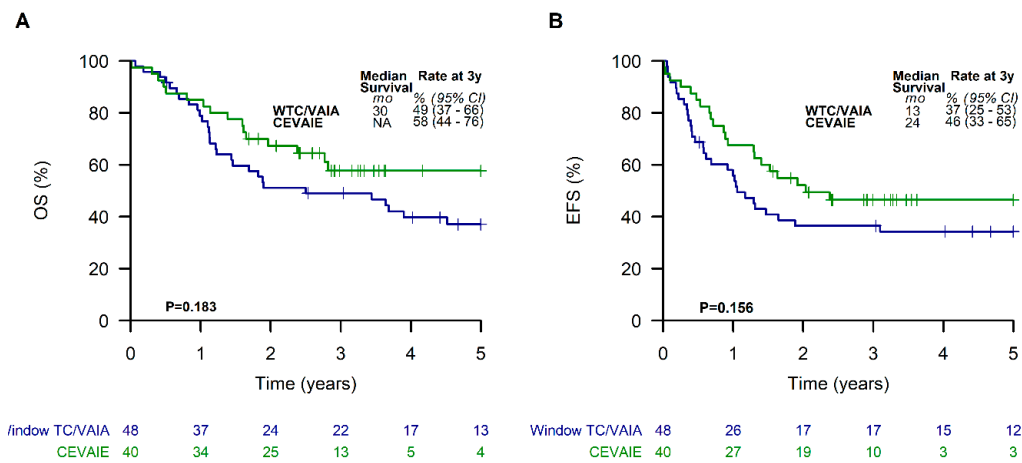 A
B
100
80
60
40
20
0
OS (%)
Median Rate at 3y
Survival
mo % (95% CI)
WTC/VAIA 30 49 (37 - 66)
CEVAIE NA 58 (44 - 76)
P=0.183
0 1 2 3 4 5
Time (years)
/indow TC/VAIA 48 37 24 22 17 13
CEVAIE 40 34 25 13 5 4
100
80
60
40
20
0
EFS (%)
Median Rate at 3y
Survival
mo % (95% CI)
WTC/VAIA 13 37 (25 - 53)
CEVAIE 24 46 (33 - 65)
P=0.156
0 1 2 3 4 5
Time (years)
Window TC/VAIA 48 26 17 17 15 12
CEVAIE 40 27 19 10 3 3